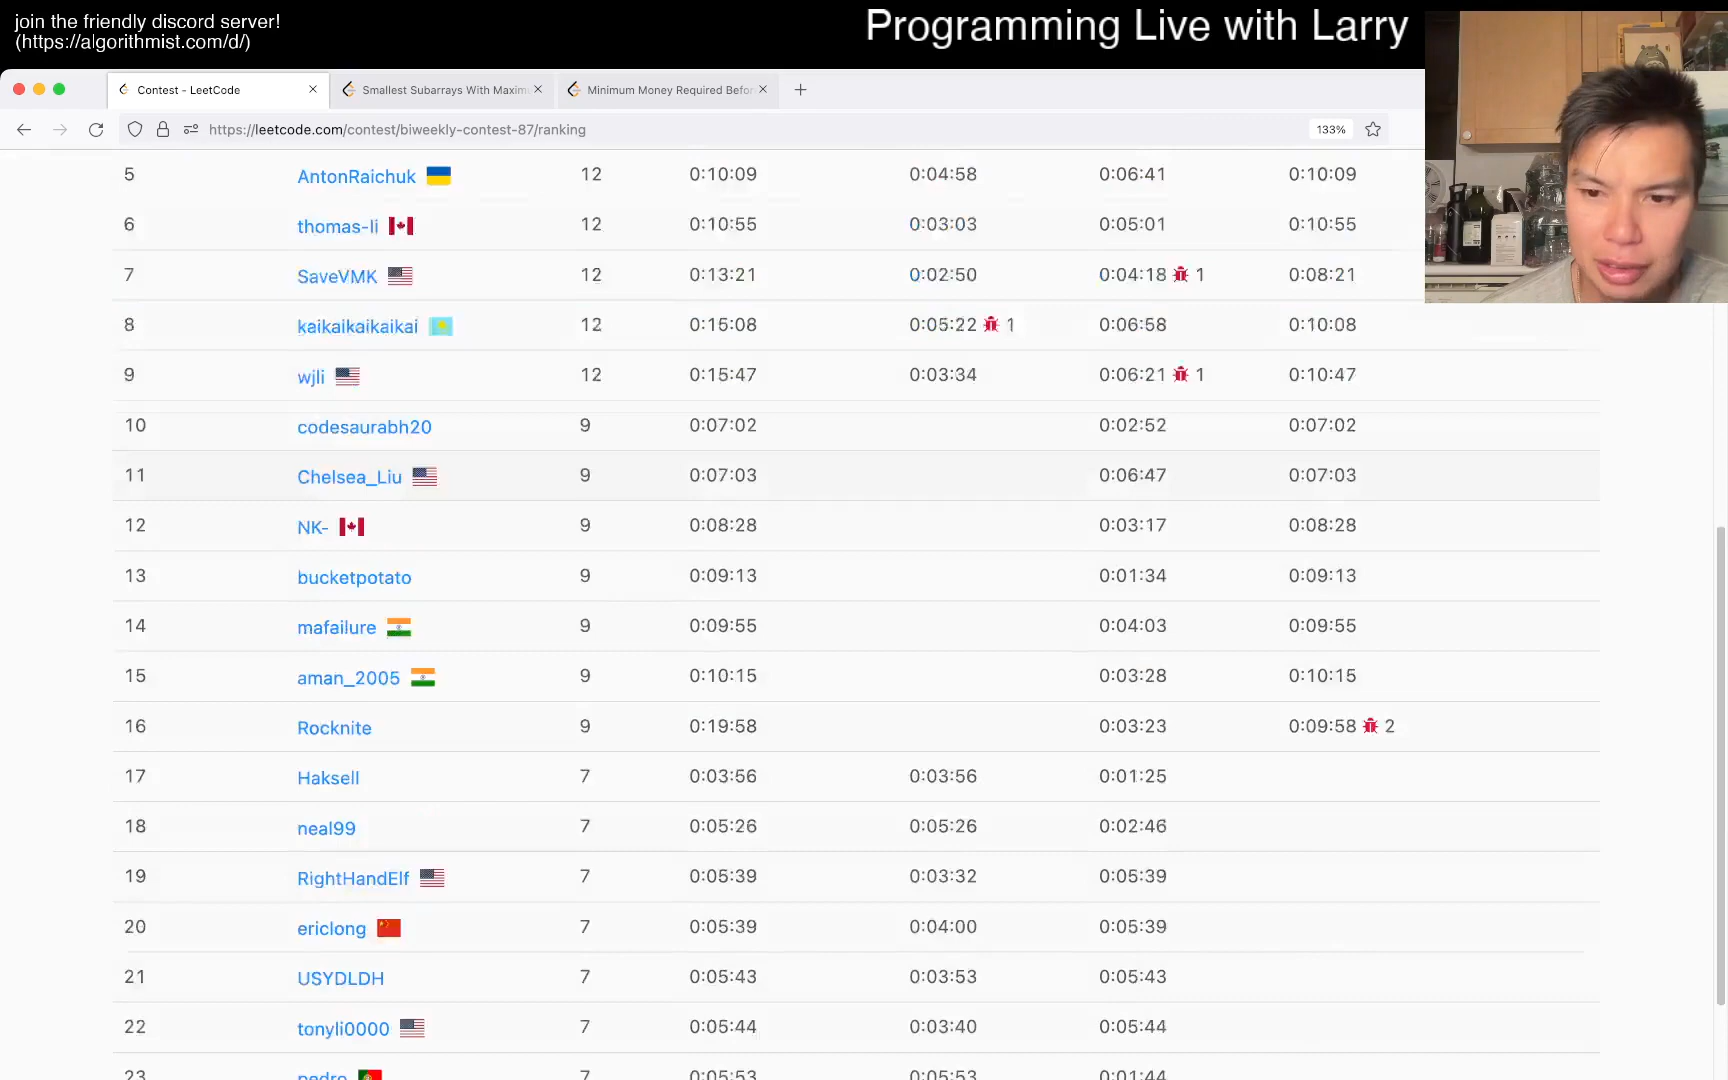 join the friendly discord server!
(https://algorithmist.com/d/)
Programming Live with Larry
Contest - LeetCode
Smallest Subarrays With Maxim
Minimum Money Required Befor
https://leetcode.com/contest/biweekly-contest-87/ranking
133%
5 AntonRaichuk 12 0:10:09 0:04:58 0:06:41 0:10:09
6 thomas-li 12 0:10:55 0:03:03 0:05:01 0:10:55
7 SaveVMK 12 0:13:21 0:02:50 0:04:18 1 0:08:21
8 kaikaikaikaikai 12 0:15:08 0:05:22 1 0:06:58 0:10:08
9 wjli 12 0:15:47 0:03:34 0:06:21 1 0:10:47
10 codesaurabh20 9 0:07:02 0:02:52 0:07:02
11 Chelsea_Liu 9 0:07:03 0:06:47 0:07:03
12 NK- 9 0:08:28 0:03:17 0:08:28
13 bucketpotato 9 0:09:13 0:01:34 0:09:13
14 mafailure 9 0:09:55 0:04:03 0:09:55
15 aman_2005 9 0:10:15 0:03:28 0:10:15
16 Rocknite 9 0:19:58 0:03:23 0:09:58 2
17 Haksell 7 0:03:56 0:03:56 0:01:25
18 neal99 7 0:05:26 0:05:26 0:02:46
19 RightHandElf 7 0:05:39 0:03:32 0:05:39
20 ericlong 7 0:05:39 0:04:00 0:05:39
21 USYDLDH 7 0:05:43 0:03:53 0:05:43
22 tonyli0000 7 0:05:44 0:03:40 0:05:44
23 pedro 7 0:05:53 0:05:53 0:01:44